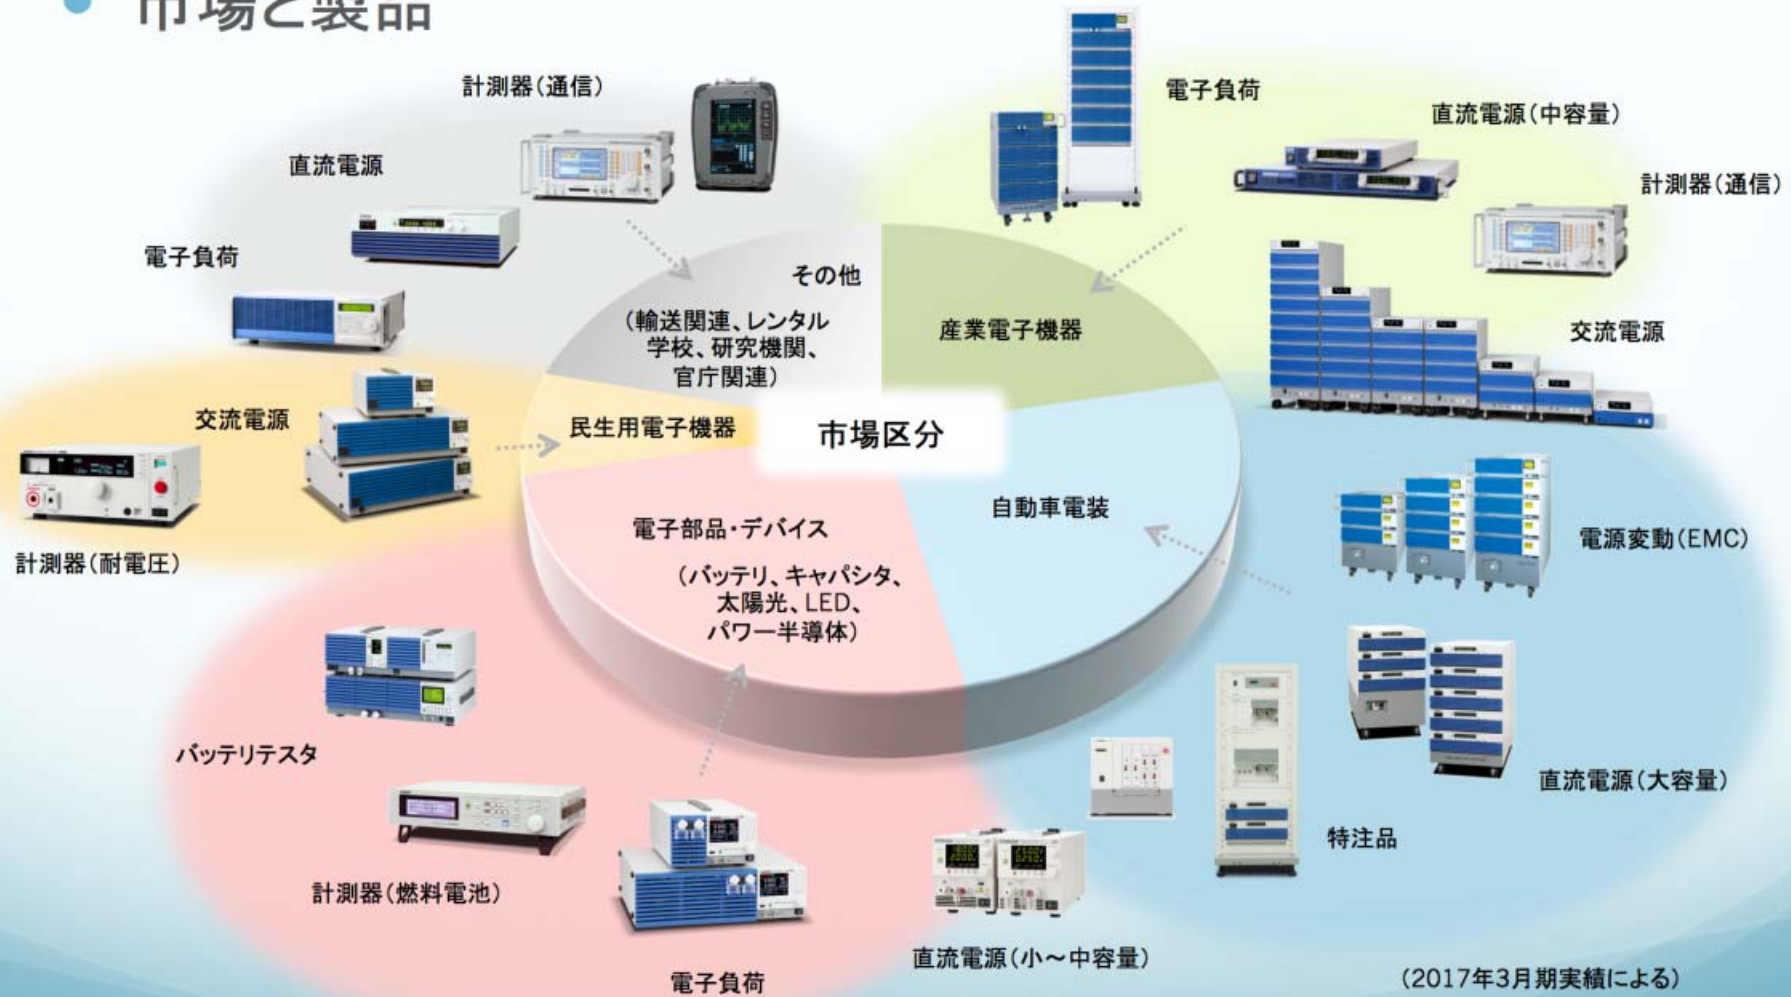 市場と製品
計測器(通信)
直流電源
電子負荷
電子負荷
直流電源(中容量)
計測器(通信)
交流電源
その他
(輸送関連、レンタル
学校、研究機関、
官庁関連)
産業電子機器
交流電源
民生用電子機器
市場区分
計測器(耐電圧)
電子部品・デバイス
(バッテリ、キャパシタ、
太陽光、LED、
パワー半導体)
自動車電装
電源変動(EMC)
バッテリテスタ
計測器(燃料電池)
電子負荷
直流電源(大容量)
特注品
直流電源(小～中容量)
(2017年3月期実績による)